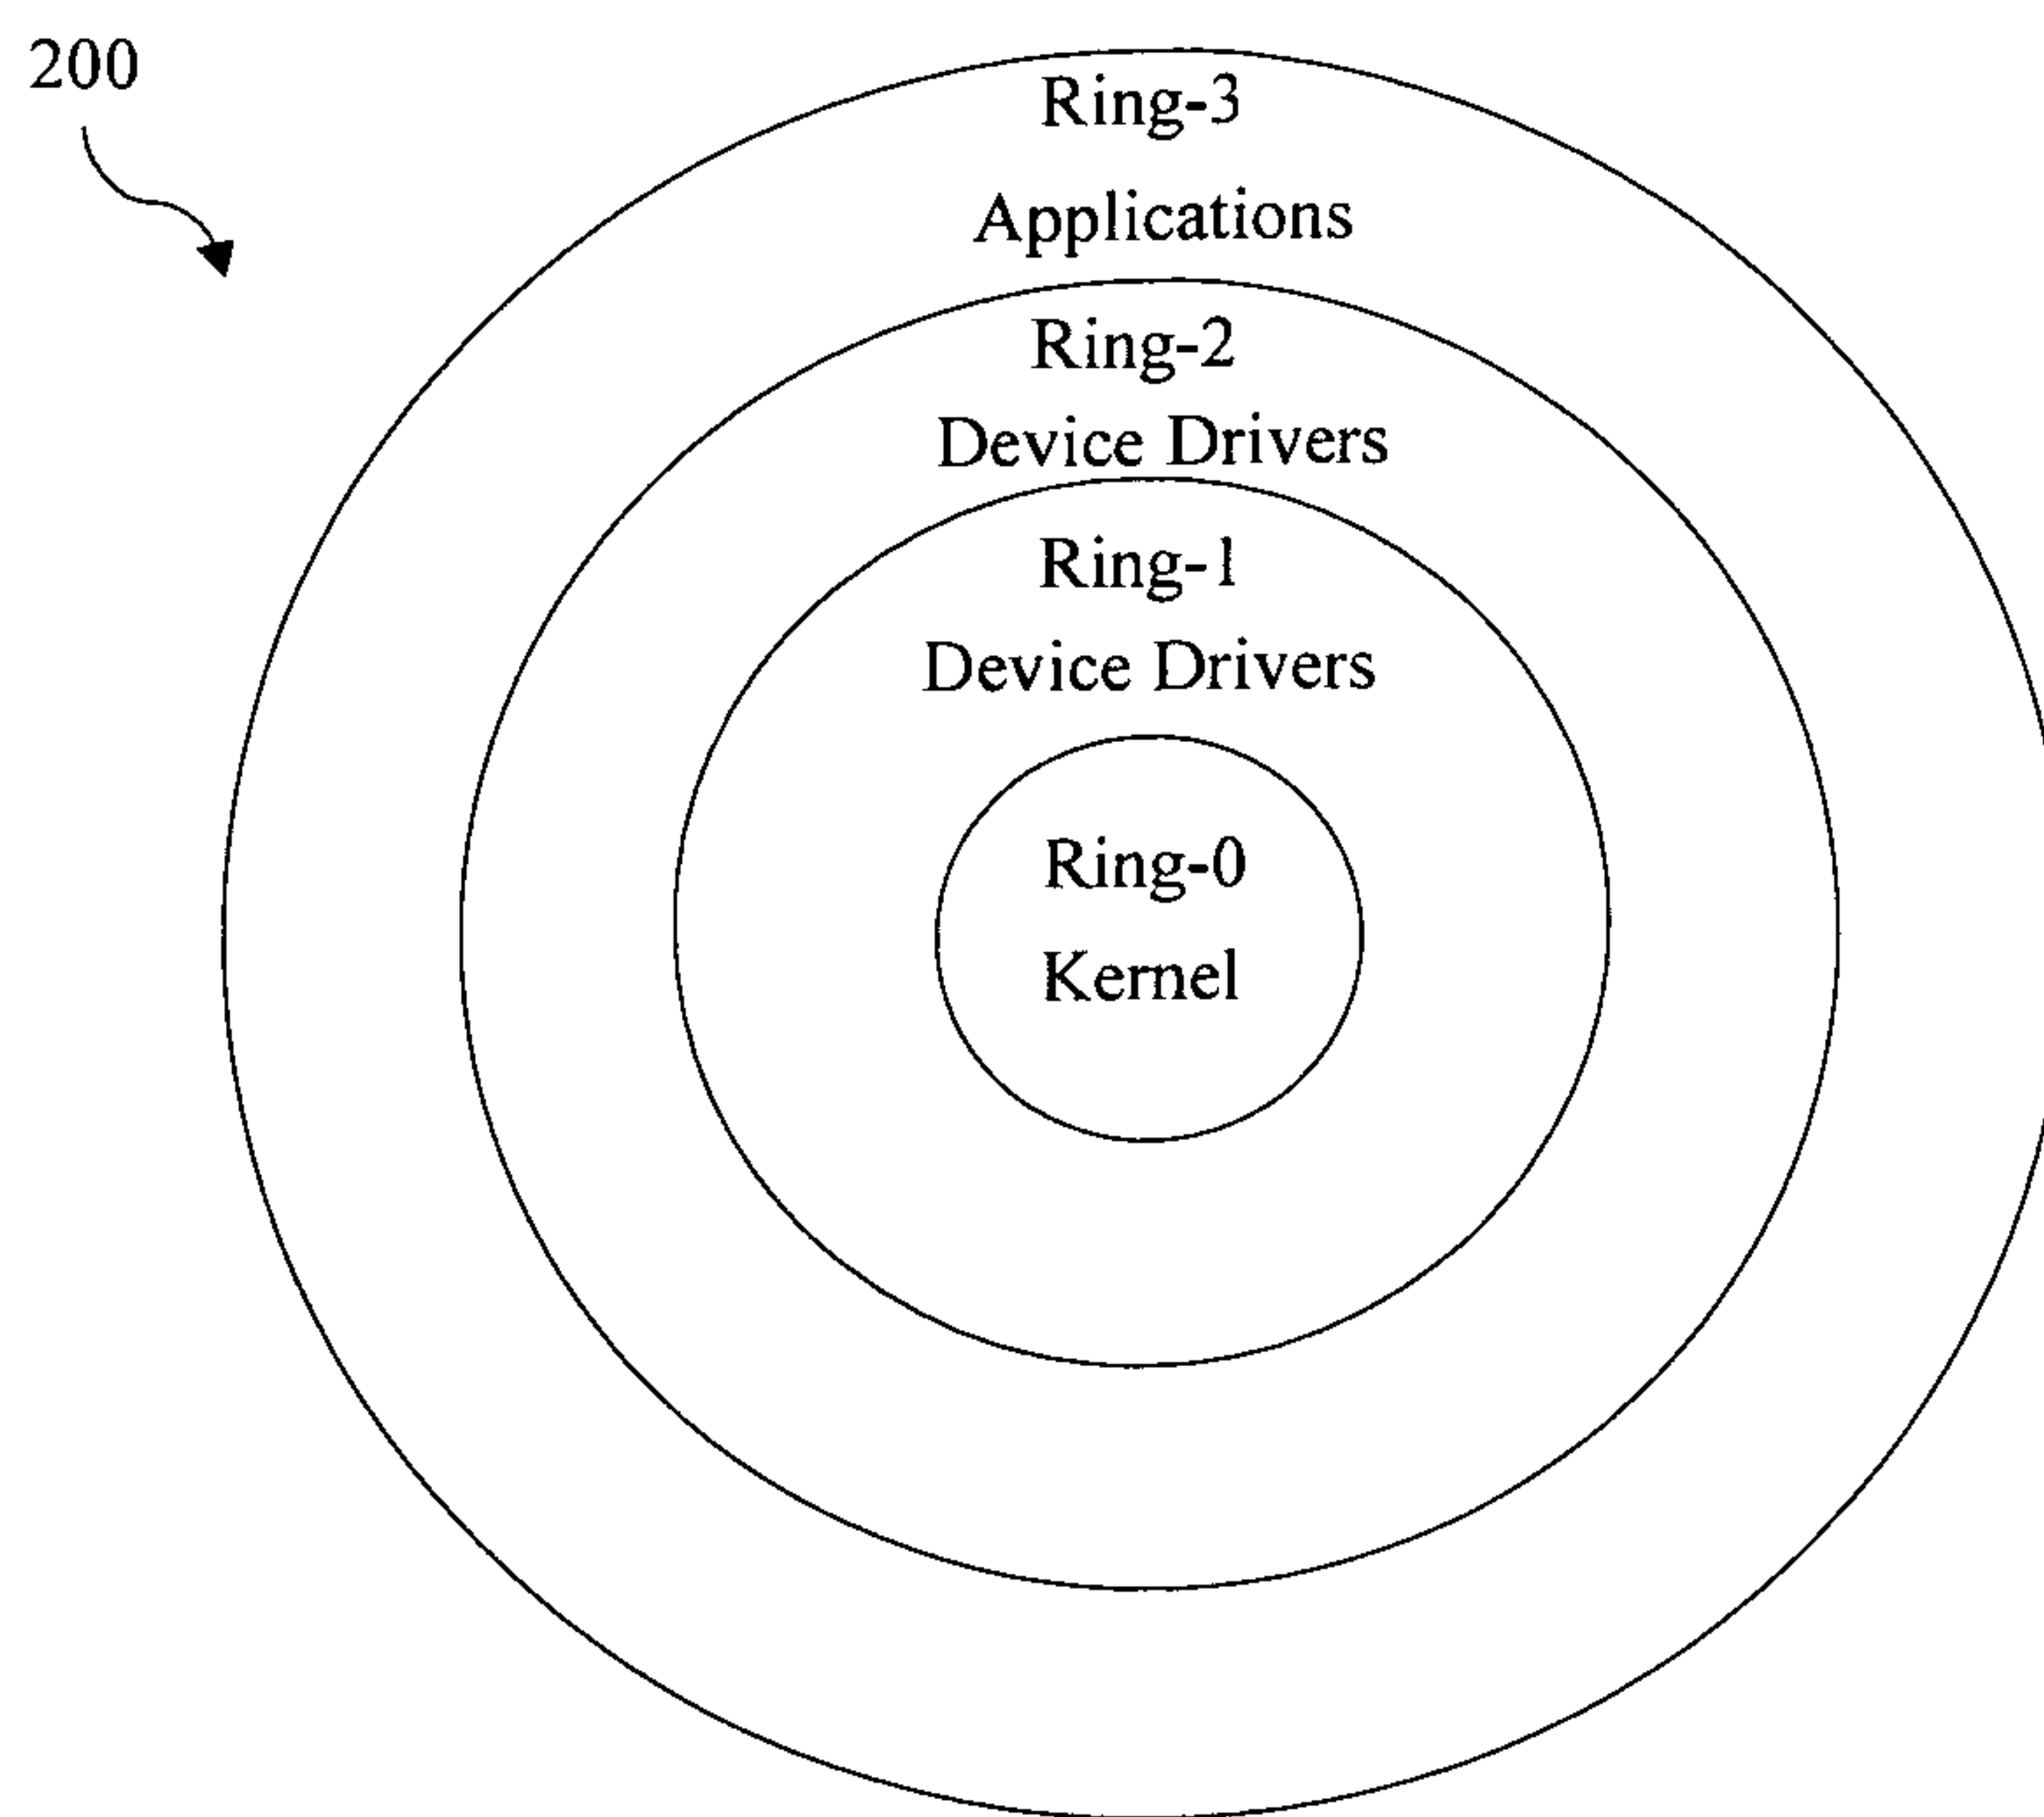 200
Ring-3
Applications
Ring-2
Device Drivers
Ring-1
Device Drivers
Ring-0
Kernel